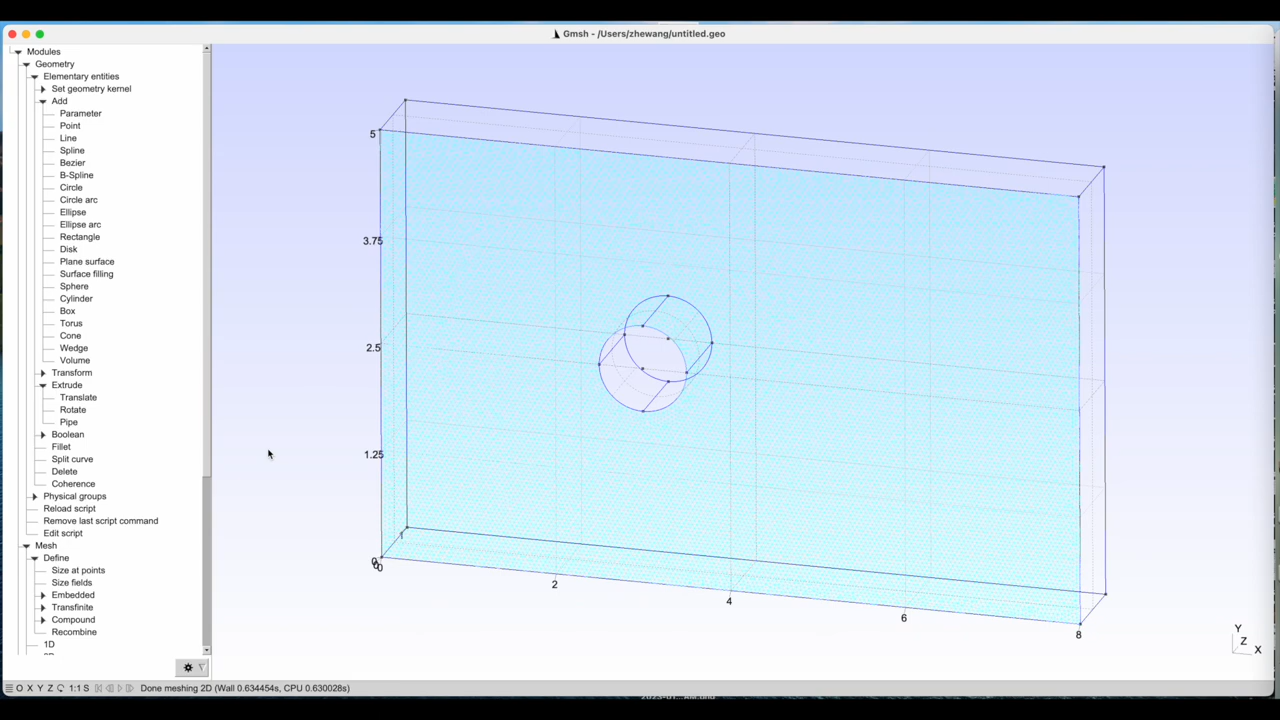 Gmsh - /Users/zhewang/untitled.geo
Modules
Geometry
Elementary entities
Set geometry kernel
Add
Parameter
Point
Line
Spline
Bezier
B-Spline
Circle
Circle arc
Ellipse
Ellipse arc
Rectangle
Disk
Plane surface
Surface filling
Sphere
Cylinder
Box
Torus
Cone
Wedge
Volume
Transform
Extrude
Translate
Rotate
Pipe
Boolean
Fillet
Split curve
Delete
Coherence
Physical groups
Reload script
Remove last script command
Edit script
Mesh
Define
Size at points
Size fields
Embedded
Transfinite
Compound
Recombine
1D
5
3.75
2.5
1.25
1
0
0
0
2
4
6
8
Y
Z
X
O X Y Z 1:1 S Done meshing 2D (Wall 0.634454s, CPU 0.630028s)